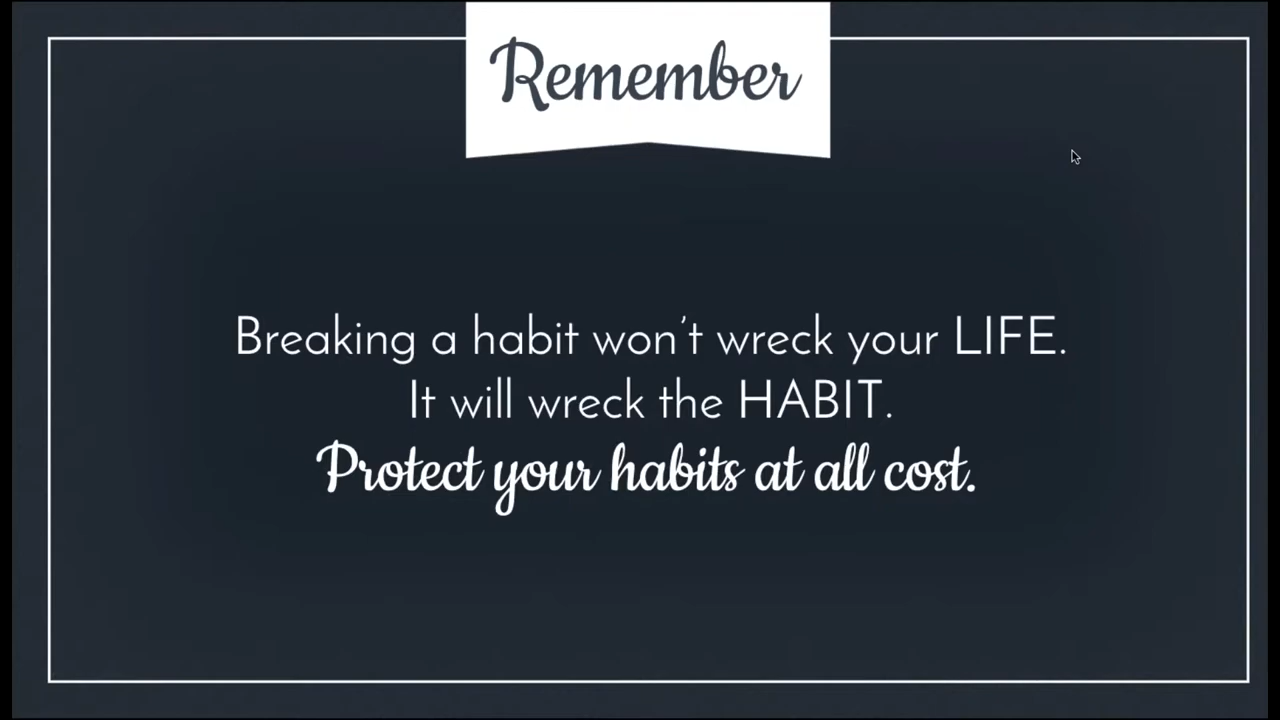 Remember
Breaking a habit won’t wreck your LIFE.
It will wreck the HABIT.
Protect your habits at all cost.